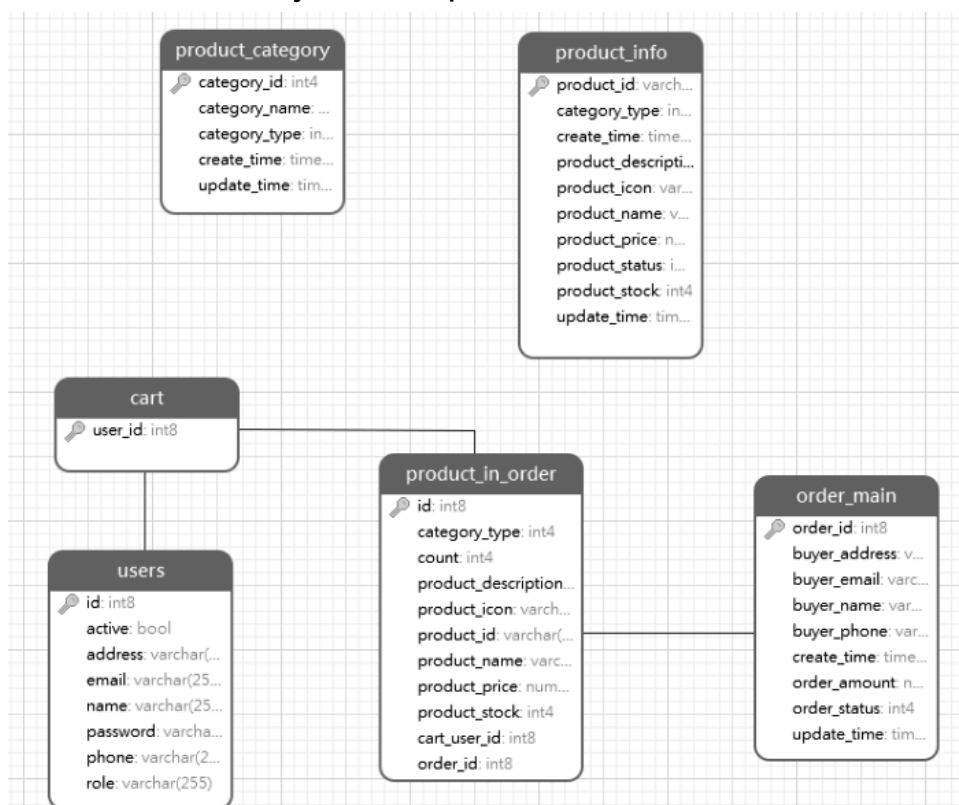 product_category
category_id: int4
category_name: ...
category_type: in...
create_time: time...
update_time: tim...
product_info
product_id: varch...
category_type: in...
create_time: time...
product_descripti...
product_icon: var...
product_name: v...
product_price: n...
product_status: i...
product_stock: int4
update_time: tim...
cart
user_id: int8
users
id: int8
active: bool
address: varchar(...
email: varchar(25...
name: varchar(25...
password: varcha...
phone: varchar(2...
role: varchar(255)
product_in_order
id: int8
category_type: int4
count: int4
product_description...
product_icon: varch...
product_id: varchar(...
product_name: varc...
product_price: num...
product_stock: int4
cart_user_id: int8
order_id: int8
order_main
order_id: int8
buyer_address: v...
buyer_email: varc...
buyer_name: var...
buyer_phone: var...
create_time: time...
order_amount: n...
order_status: int4
update_time: tim...